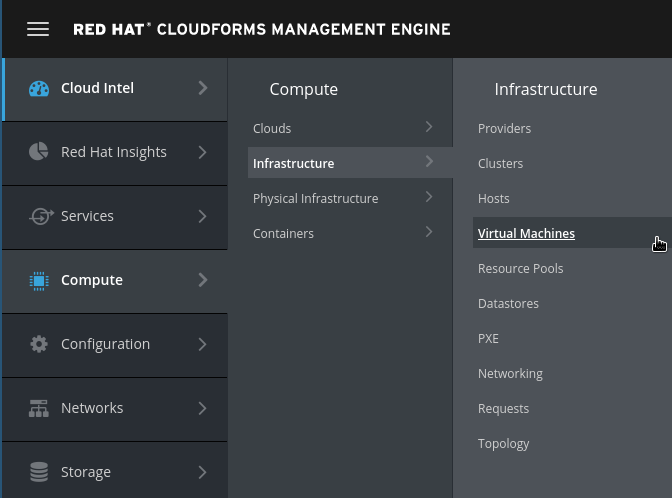 RED HAT® CLOUDFORMS MANAGEMENT ENGINE
Cloud Intel
Red Hat Insights
Services
Compute
Configuration
Networks
Storage
Compute
Clouds
Infrastructure
Physical Infrastructure
Containers
Infrastructure
Providers
Clusters
Hosts
Virtual Machines
Resource Pools
Datastores
PXE
Networking
Requests
Topology